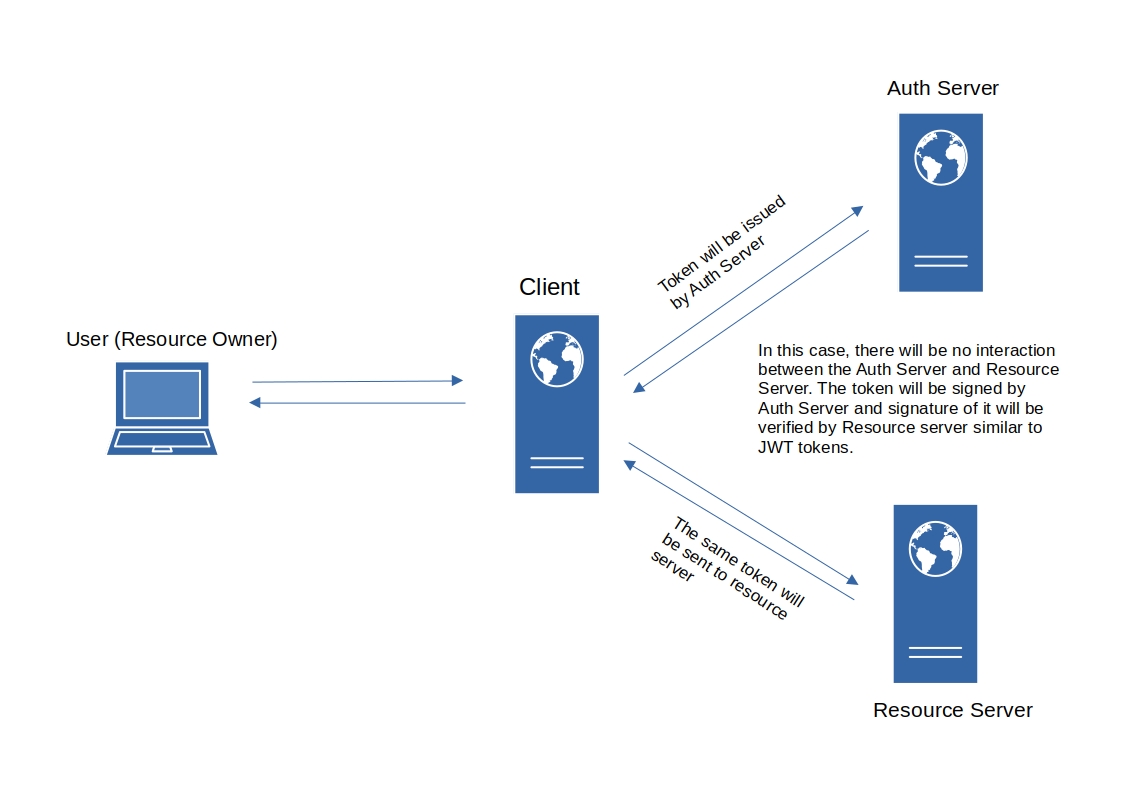 Auth Server
Token will be issued
by Auth Server
Client
User (Resource Owner)
In this case, there will be no interaction
between the Auth Server and Resource
Server. The token will be signed by
Auth Server and signature of it will be
verified by Resource server similar to
JWT tokens.
The same token will
be sent to resource
server
Resource Server